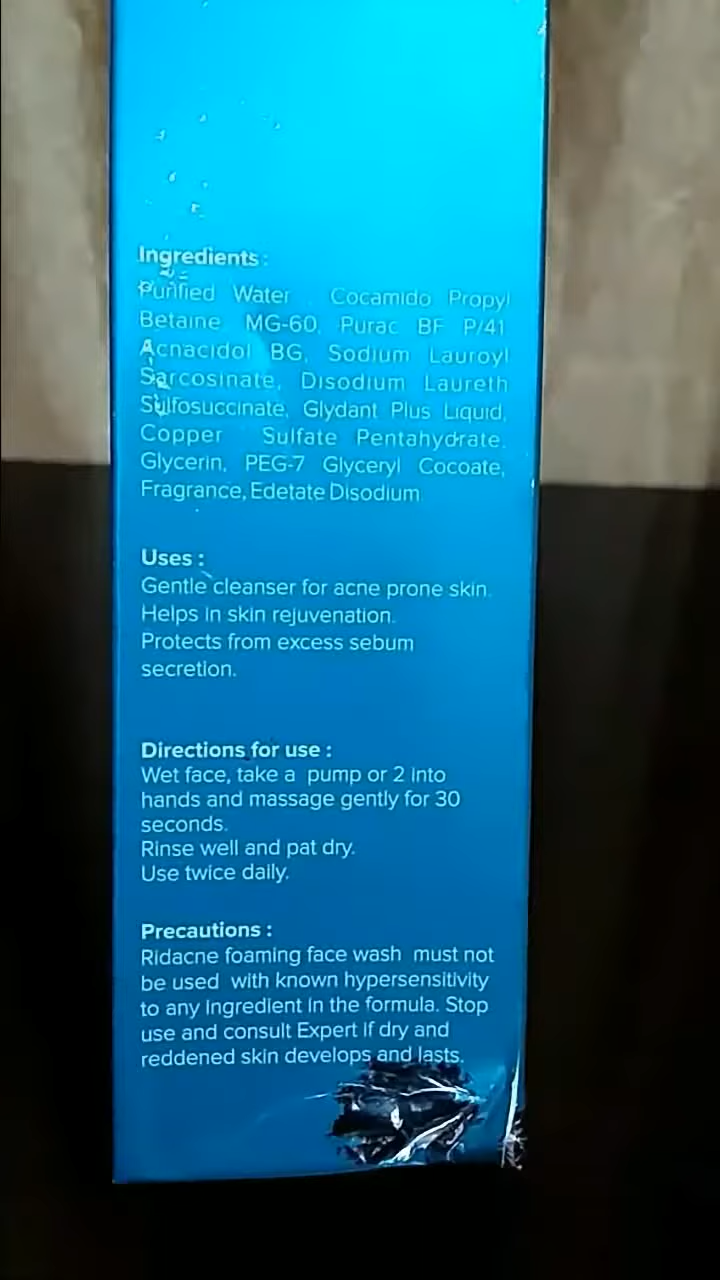 Ingredients :
Purified Water , Cocamido Propyl
Betaine, MG-60, Purac BF P/41
Acnacidol BG, Sodium Lauroyl
Sarcosinate, Disodium Laureth
Sulfosuccinate, Glydant Plus Liquid,
Copper Sulfate Pentahydrate,
Glycerin, PEG-7 Glyceryl Cocoate,
Fragrance, Edetate Disodium
Uses :
Gentle cleanser for acne prone skin.
Helps in skin rejuvenation.
Protects from excess sebum
secretion.
Directions for use :
Wet face, take a pump or 2 into
hands and massage gently for 30
seconds.
Rinse well and pat dry.
Use twice daily.
Precautions :
Ridacne foaming face wash must not
be used with known hypersensitivity
to any ingredient in the formula. Stop
use and consult Expert if dry and
reddened skin develops and lasts.